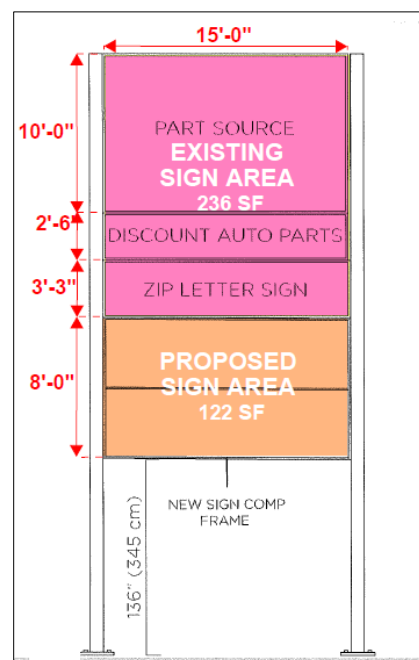 15'-0"
10'-0"
PART SOURCE
EXISTING
SIGN AREA
236 SF
2'-6"
DISCOUNT AUTO PARTS
3'-3"
ZIP LETTER SIGN
8'-0"
PROPOSED
SIGN AREA
122 SF
NEW SIGN COMP
FRAME
136" (345 cm)